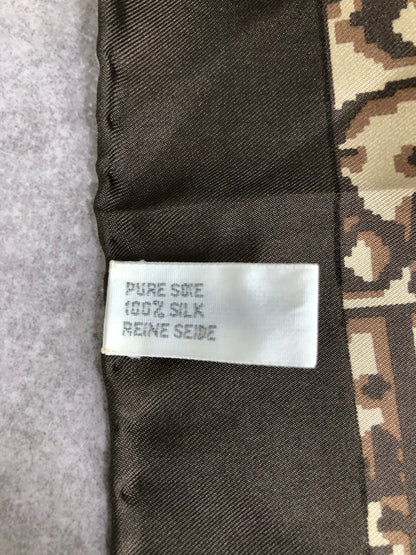 PURE SOIE
100% SILK
REINE SEIDE